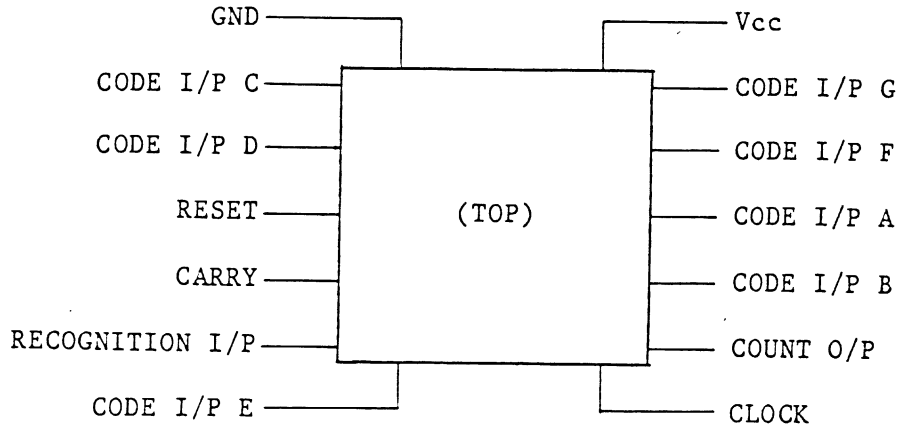 GND
Vcc
CODE I/P C
CODE I/P G
CODE I/P D
CODE I/P F
RESET
(TOP)
CODE I/P A
CARRY
CODE I/P B
RECOGNITION I/P
COUNT O/P
CODE I/P E
CLOCK